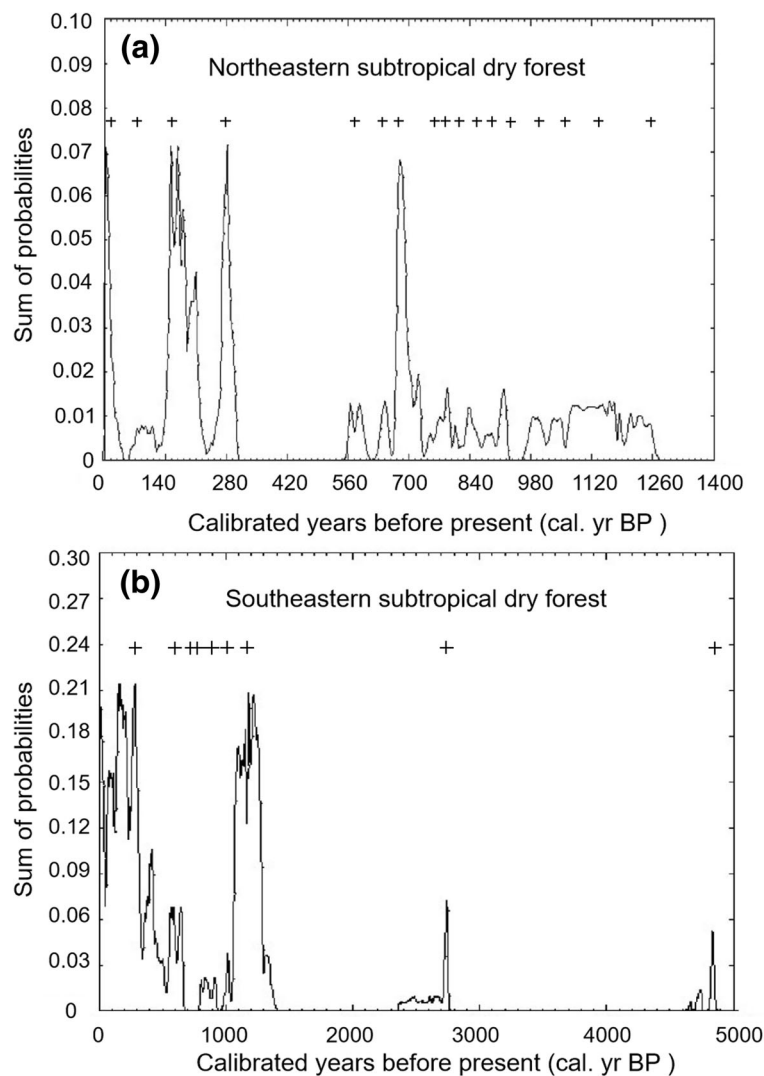 (a)
Northeastern subtropical dry forest
0.10
0.09
0.08
0.07
0.06
0.05
0.04
0.03
0.02
0.01
0
Sum of probabilities
0 140 280 420 560 700 840 980 1120 1260 1400
Calibrated years before present (cal. yr BP )
(b)
Southeastern subtropical dry forest
0.30
0.27
0.24
0.21
0.18
0.15
0.12
0.09
0.06
0.03
0
Sum of probabilities
0 1000 2000 3000 4000 5000
Calibrated years before present (cal. yr BP )